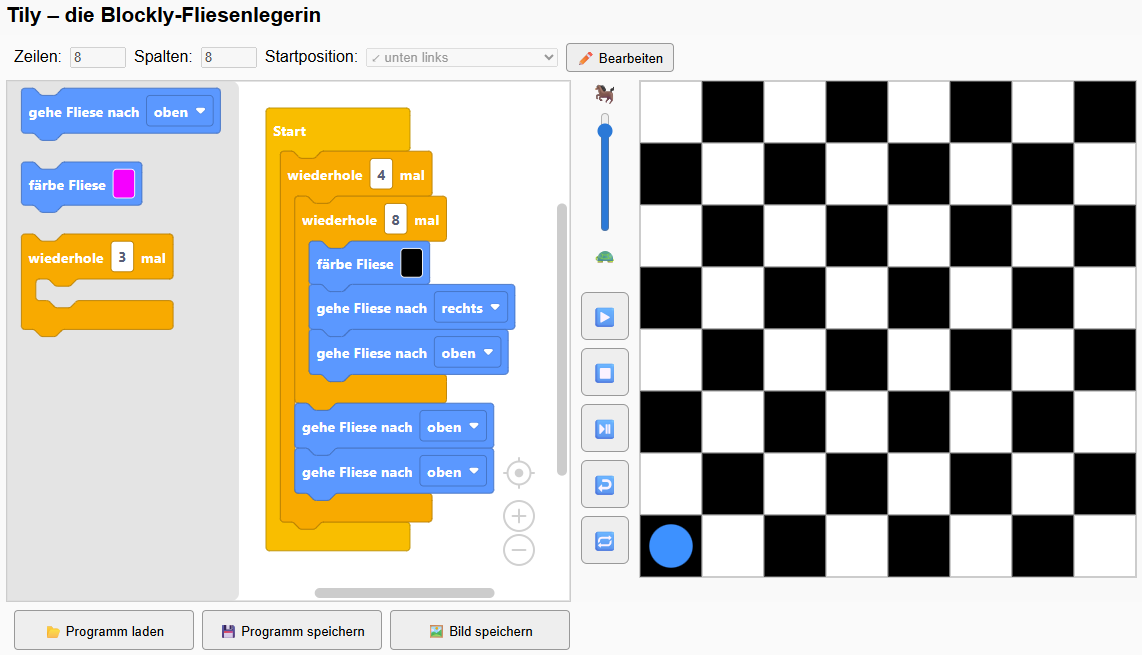 Tily – die Blockly-Fliesenlegerin
Zeilen: 8 Spalten: 8 Startposition: ✓ unten links Bearbeiten
gehe Fliese nach oben
färbe Fliese
wiederhole 3 mal
Start
wiederhole 4 mal
wiederhole 8 mal
färbe Fliese
gehe Fliese nach rechts
gehe Fliese nach oben
gehe Fliese nach oben
gehe Fliese nach oben
Programm laden Programm speichern Bild speichern